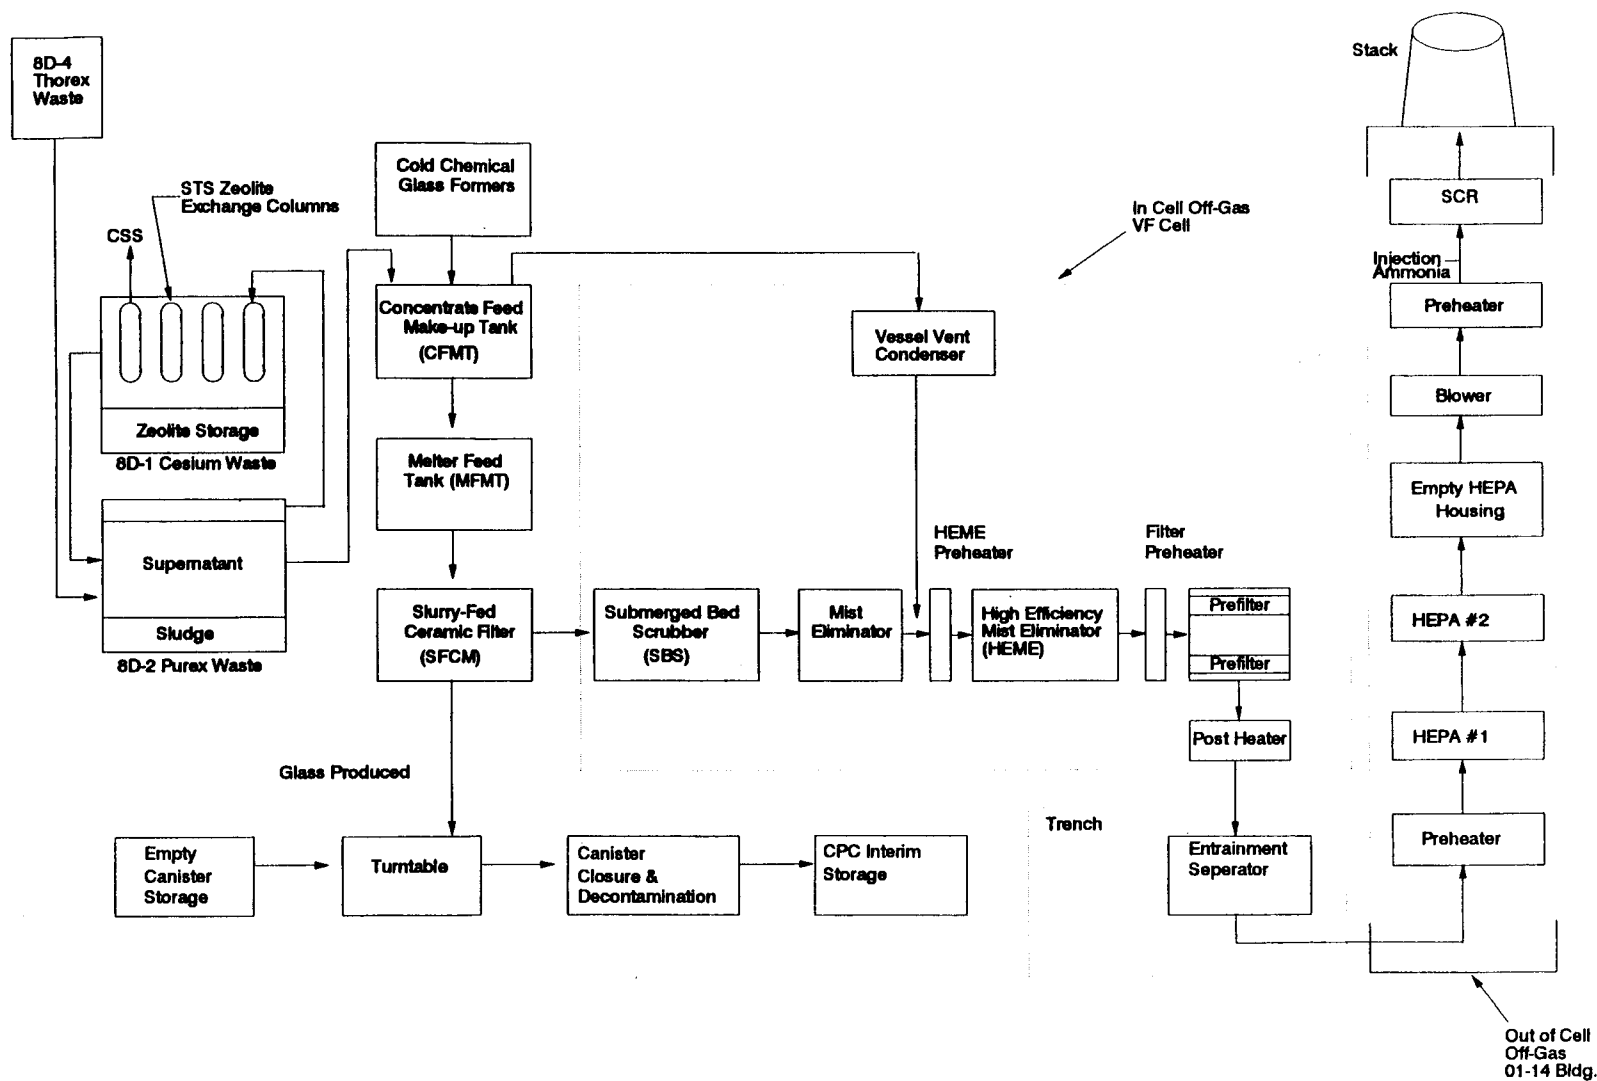 8D-4
Thorex
Waste
STS Zeolite
Exchange Columns
CSS
Zeolite Storage
8D-1 Cesium Waste
Supernatant
Sludge
8D-2 Purex Waste
Cold Chemical
Glass Formers
Concentrate Feed
Make-up Tank
(CFMT)
Melter Feed
Tank (MFMT)
Slurry-Fed
Ceramic Filter
(SFCM)
Glass Produced
Empty
Canister
Storage
Turntable
Canister
Closure &
Decontamination
CPC Interim
Storage
In Cell Off-Gas
VF Cell
Vessel Vent
Condenser
Submerged Bed
Scrubber
(SBS)
Mist
Eliminator
HEME
Preheater
High Efficiency
Mist Eliminator
(HEME)
Filter
Preheater
Prefilter
Prefilter
Post Heater
Trench
Entrainment
Seperator
Stack
SCR
Injection
Ammonia
Preheater
Blower
Empty HEPA
Housing
HEPA #2
HEPA #1
Preheater
Out of Cell
Off-Gas
01-14 Bldg.